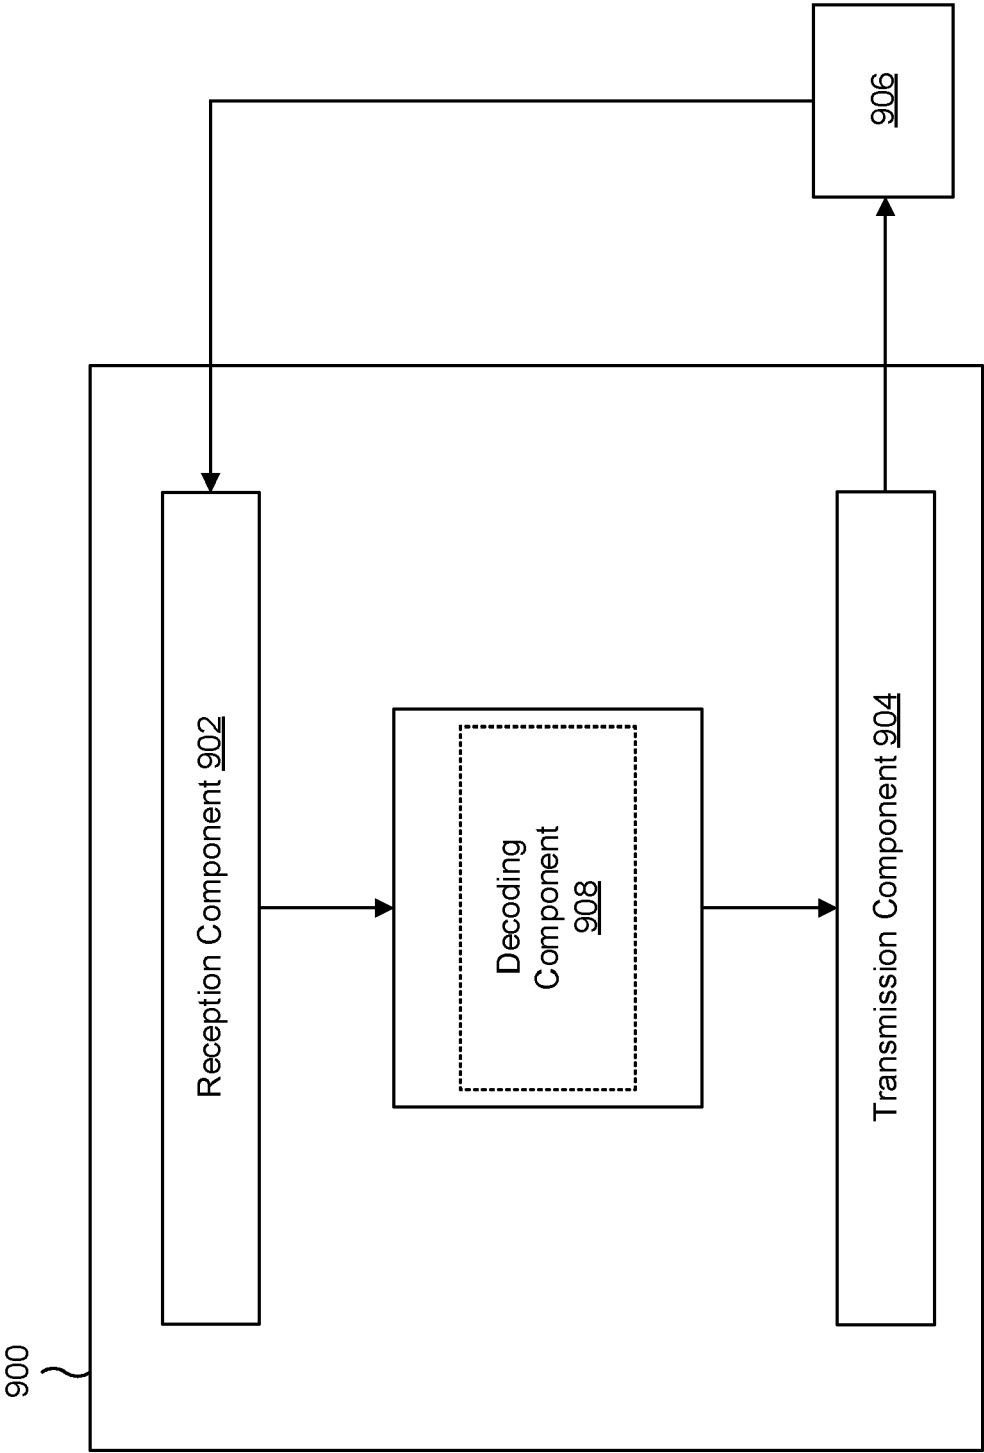 900
Reception Component 902
Decoding
Component
908
Transmission Component 904
906